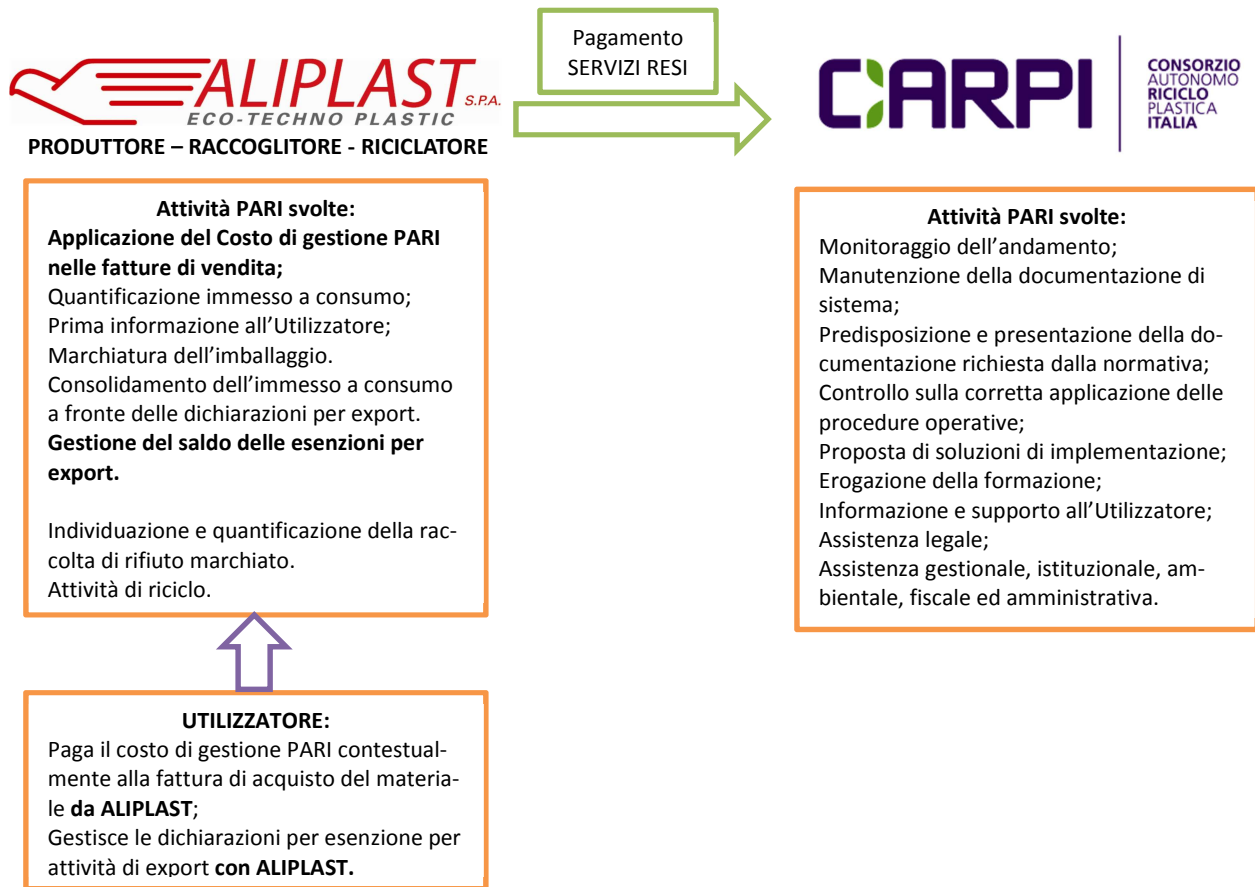 ALIPLAST S.P.A.
ECO-TECHNO PLASTIC
PRODUTTORE – RACCOGLITORE - RICICLATORE
Pagamento
SERVIZI RESI
CARPI
CONSORZIO
AUTONOMO
RICICLO
PLASTICA
ITALIA
Attività PARI svolte:
Applicazione del Costo di gestione PARI
nelle fatture di vendita;
Quantificazione immesso a consumo;
Prima informazione all’Utilizzatore;
Marchiatura dell’imballaggio.
Consolidamento dell’immesso a consumo
a fronte delle dichiarazioni per export.
Gestione del saldo delle esenzioni per
export.
Individuazione e quantificazione della rac-
colta di rifiuto marchiato.
Attività di riciclo.
Attività PARI svolte:
Monitoraggio dell’andamento;
Manutenzione della documentazione di
sistema;
Predisposizione e presentazione della do-
cumentazione richiesta dalla normativa;
Controllo sulla corretta applicazione delle
procedure operative;
Proposta di soluzioni di implementazione;
Erogazione della formazione;
Informazione e supporto all’Utilizzatore;
Assistenza legale;
Assistenza gestionale, istituzionale, am-
bientale, fiscale ed amministrativa.
UTILIZZATORE:
Paga il costo di gestione PARI contestual-
mente alla fattura di acquisto del materia-
le da ALIPLAST;
Gestisce le dichiarazioni per esenzione per
attività di export con ALIPLAST.